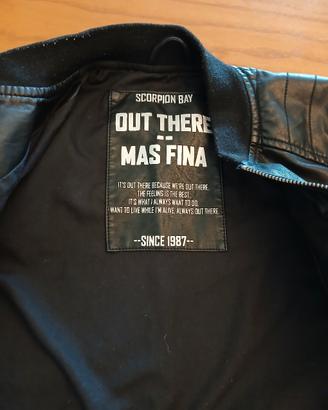 SCORPION BAY
OUT THERE
--
MAS FINA
IT'S OUT THERE BECAUSE WE'RE OUT THERE.
THE FEELING IS THE BEST.
IT'S WHAT I ALWAYS WANT TO DO.
WANT TO LIVE WHILE I'M ALIVE, ALWAYS OUT THERE.
--SINCE 1987--